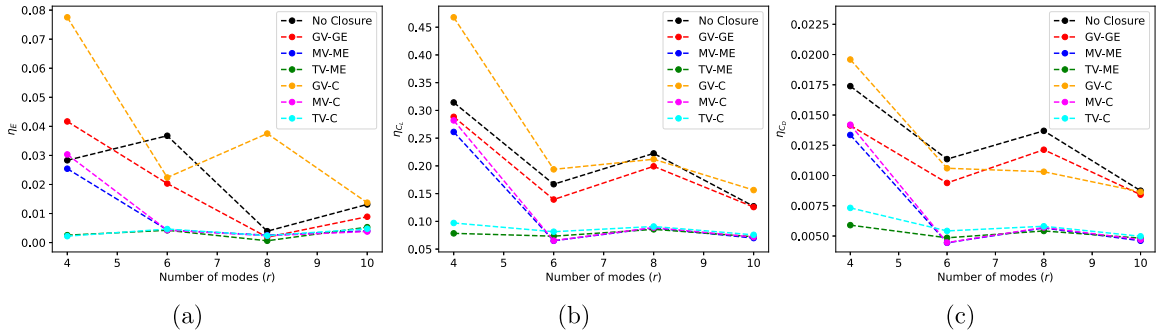 0.08
0.07
0.06
0.05
0.04
0.03
0.02
0.01
0.00
η_E
4 5 6 7 8 9 10
Number of modes (r)
No Closure
GV-GE
MV-ME
TV-ME
GV-C
MV-C
TV-C
(a)
0.45
0.40
0.35
0.30
0.25
0.20
0.15
0.10
0.05
η_{C_L}
4 5 6 7 8 9 10
Number of modes (r)
No Closure
GV-GE
MV-ME
TV-ME
GV-C
MV-C
TV-C
(b)
0.0225
0.0200
0.0175
0.0150
0.0125
0.0100
0.0075
0.0050
η_{C_D}
4 5 6 7 8 9 10
Number of modes (r)
No Closure
GV-GE
MV-ME
TV-ME
GV-C
MV-C
TV-C
(c)